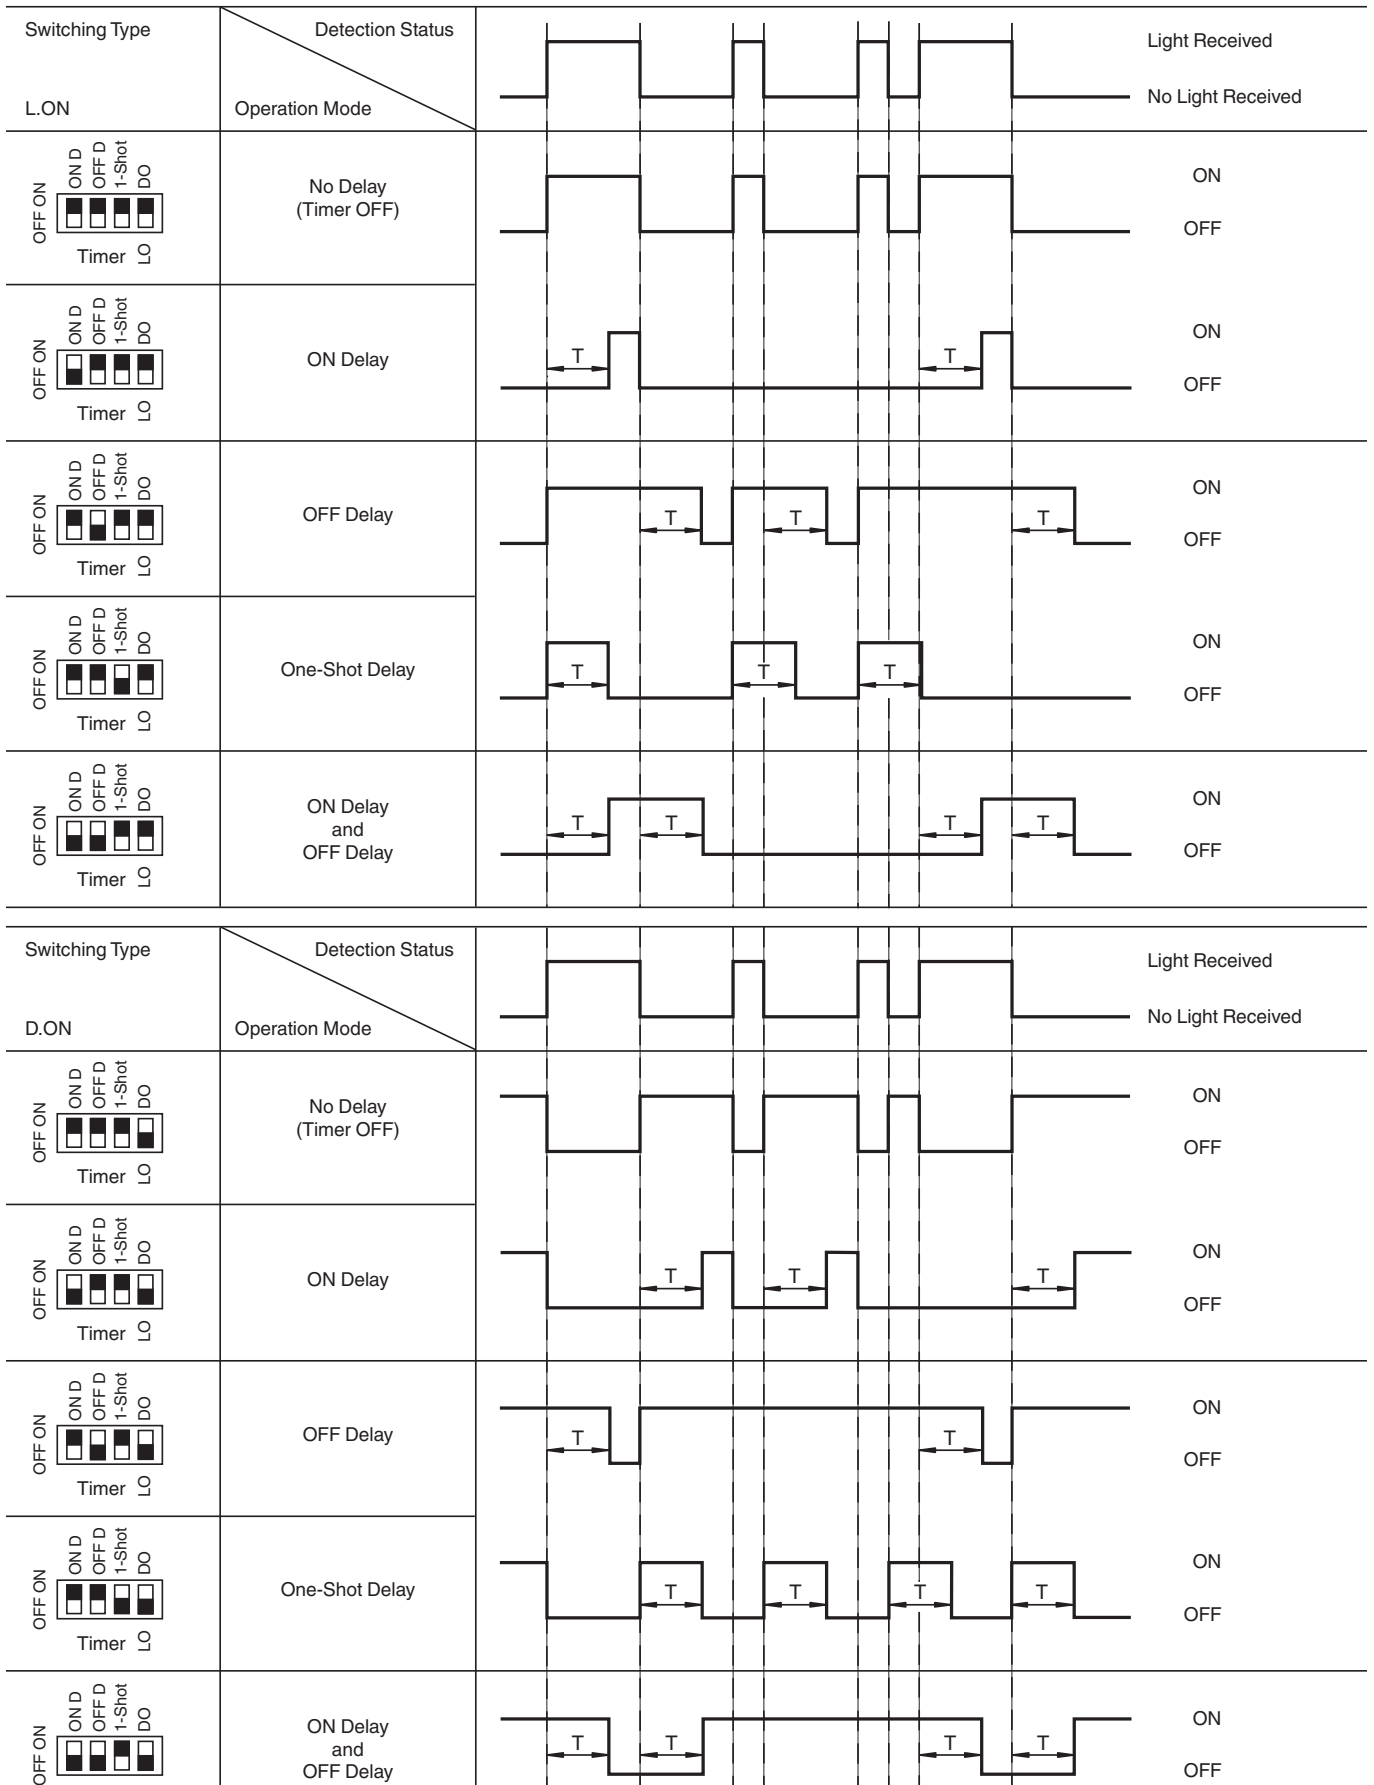 Switching Type
Detection Status
L.ON
Operation Mode
Light Received
No Light Received
OFF ON
ON D
OFF D
1-Shot
DO
Timer
LO
No Delay
(Timer OFF)
ON
OFF
OFF ON
ON D
OFF D
1-Shot
DO
Timer
LO
ON Delay
T
T
ON
OFF
OFF ON
ON D
OFF D
1-Shot
DO
Timer
LO
OFF Delay
T
T
T
ON
OFF
OFF ON
ON D
OFF D
1-Shot
DO
Timer
LO
One-Shot Delay
T
T
T
ON
OFF
OFF ON
ON D
OFF D
1-Shot
DO
Timer
LO
ON Delay
and
OFF Delay
T
T
T
T
ON
OFF
Switching Type
Detection Status
D.ON
Operation Mode
Light Received
No Light Received
OFF ON
ON D
OFF D
1-Shot
DO
Timer
LO
No Delay
(Timer OFF)
ON
OFF
OFF ON
ON D
OFF D
1-Shot
DO
Timer
LO
ON Delay
T
T
T
ON
OFF
OFF ON
ON D
OFF D
1-Shot
DO
Timer
LO
OFF Delay
T
T
ON
OFF
OFF ON
ON D
OFF D
1-Shot
DO
Timer
LO
One-Shot Delay
T
T
T
T
ON
OFF
OFF ON
ON D
OFF D
1-Shot
DO
ON Delay
and
OFF Delay
T
T
T
T
ON
OFF